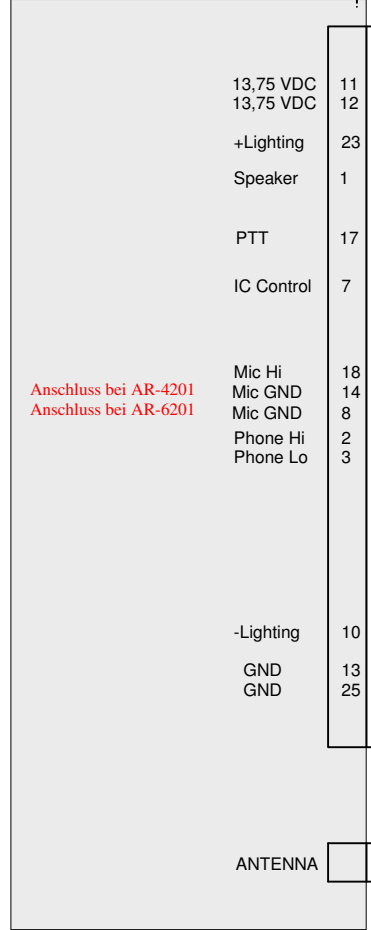 13,75 VDC 11
13,75 VDC 12
+Lighting 23
Speaker 1
PTT 17
IC Control 7
Mic Hi 18
Anschluss bei AR-4201 Mic GND 14
Anschluss bei AR-6201 Mic GND 8
Phone Hi 2
Phone Lo 3
-Lighting 10
GND 13
GND 25
ANTENNA